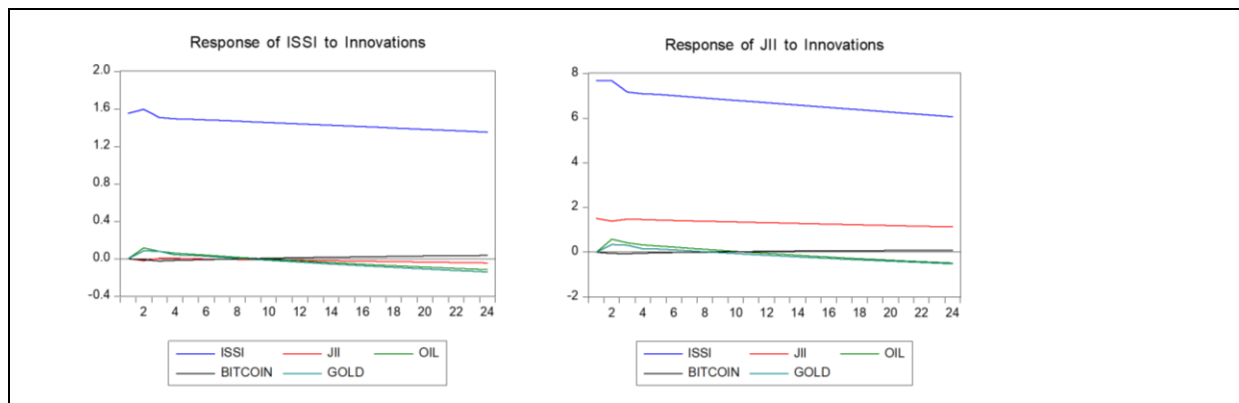 Response of ISSI to Innovations
2.0
1.6
1.2
0.8
0.4
0.0
-0.4
2 4 6 8 10 12 14 16 18 20 22 24
ISSI JII OIL
BITCOIN GOLD
Response of JII to Innovations
8
6
4
2
0
-2
2 4 6 8 10 12 14 16 18 20 22 24
ISSI JII OIL
BITCOIN GOLD